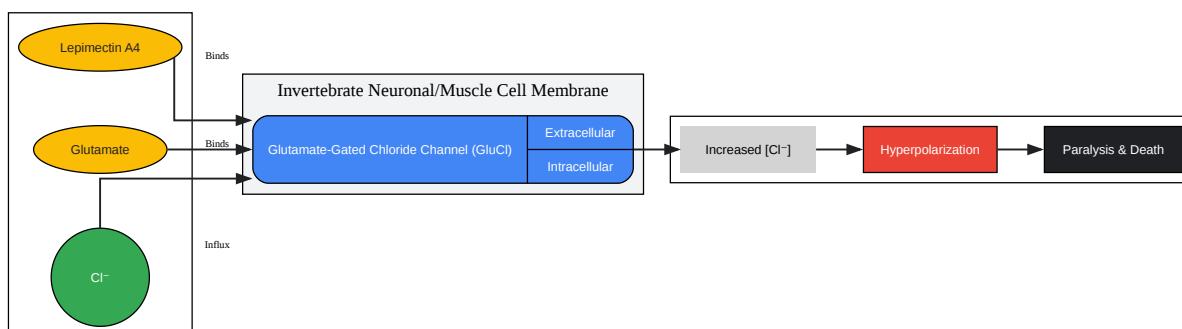 Lepimectin A4
Binds
Invertebrate Neuronal/Muscle Cell Membrane
Glutamate
Binds
Glutamate-Gated Chloride Channel (GluCl)
Extracellular
Intracellular
Increased [Cl⁻]
Hyperpolarization
Paralysis & Death
Influx
Cl⁻